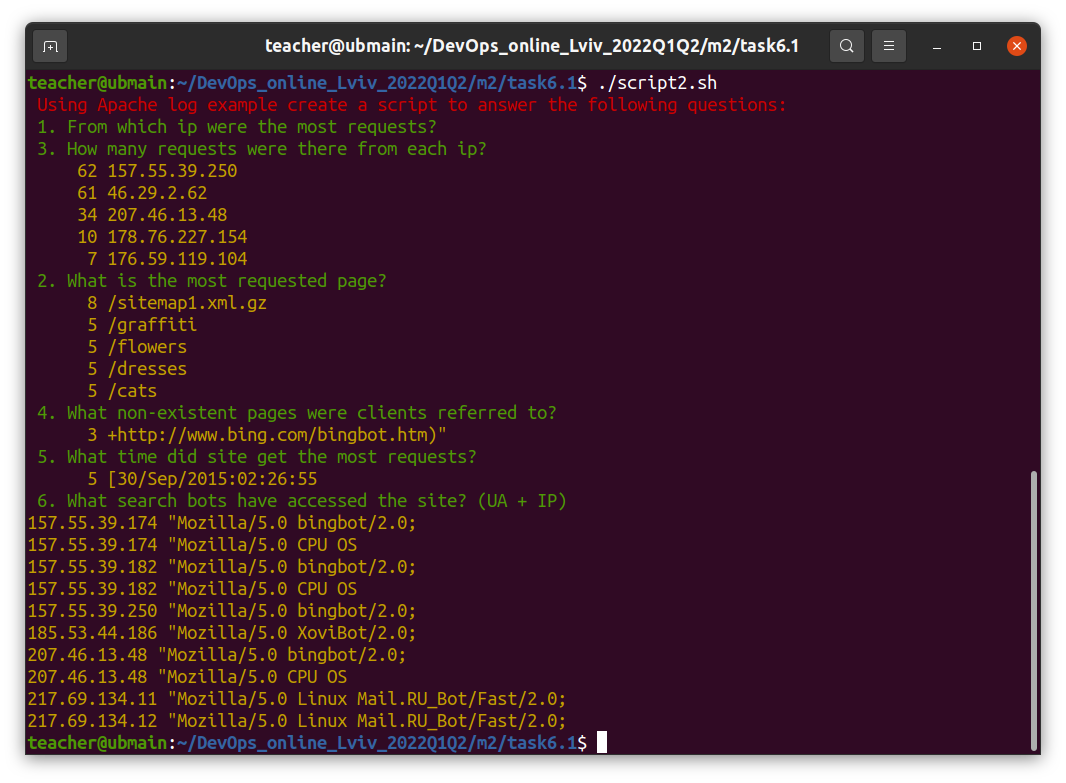 teacher@ubmain: ~/DevOps_online_Lviv_2022Q1Q2/m2/task6.1
teacher@ubmain:~/DevOps_online_Lviv_2022Q1Q2/m2/task6.1$ ./script2.sh
Using Apache log example create a script to answer the following questions:
1. From which ip were the most requests?
3. How many requests were there from each ip?
62 157.55.39.250
61 46.29.2.62
34 207.46.13.48
10 178.76.227.154
7 176.59.119.104
2. What is the most requested page?
8 /sitemap1.xml.gz
5 /graffiti
5 /flowers
5 /dresses
5 /cats
4. What non-existent pages were clients referred to?
3 +http://www.bing.com/bingbot.htm)"
5. What time did site get the most requests?
5 [30/Sep/2015:02:26:55
6. What search bots have accessed the site? (UA + IP)
157.55.39.174 "Mozilla/5.0 bingbot/2.0;
157.55.39.174 "Mozilla/5.0 CPU OS
157.55.39.182 "Mozilla/5.0 bingbot/2.0;
157.55.39.182 "Mozilla/5.0 CPU OS
157.55.39.250 "Mozilla/5.0 bingbot/2.0;
185.53.44.186 "Mozilla/5.0 XoviBot/2.0;
207.46.13.48 "Mozilla/5.0 bingbot/2.0;
207.46.13.48 "Mozilla/5.0 CPU OS
217.69.134.11 "Mozilla/5.0 Linux Mail.RU_Bot/Fast/2.0;
217.69.134.12 "Mozilla/5.0 Linux Mail.RU_Bot/Fast/2.0;
teacher@ubmain:~/DevOps_online_Lviv_2022Q1Q2/m2/task6.1$